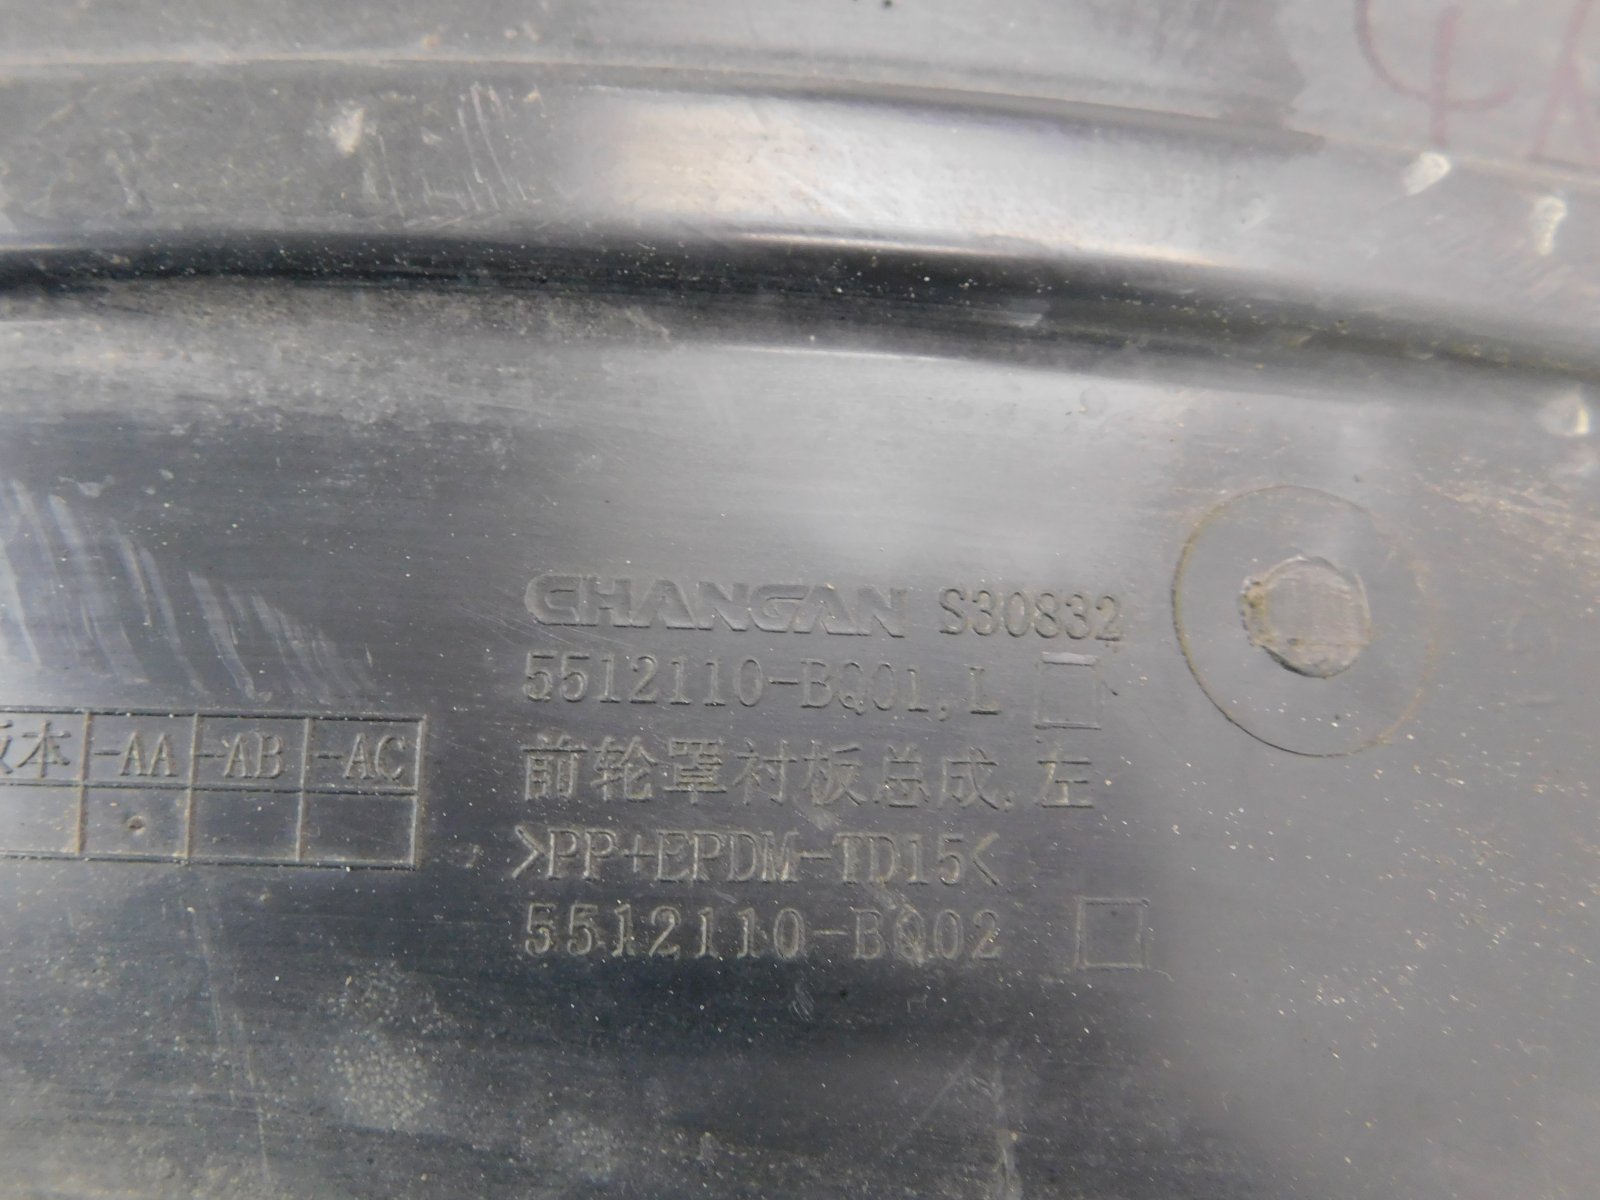 CHANGAN S30832
5512110-BQ01, L
前轮罩衬板总成, 左
>PP+EPDM-TD15<
5512110-BQ02
版本 -AA -AB -AC